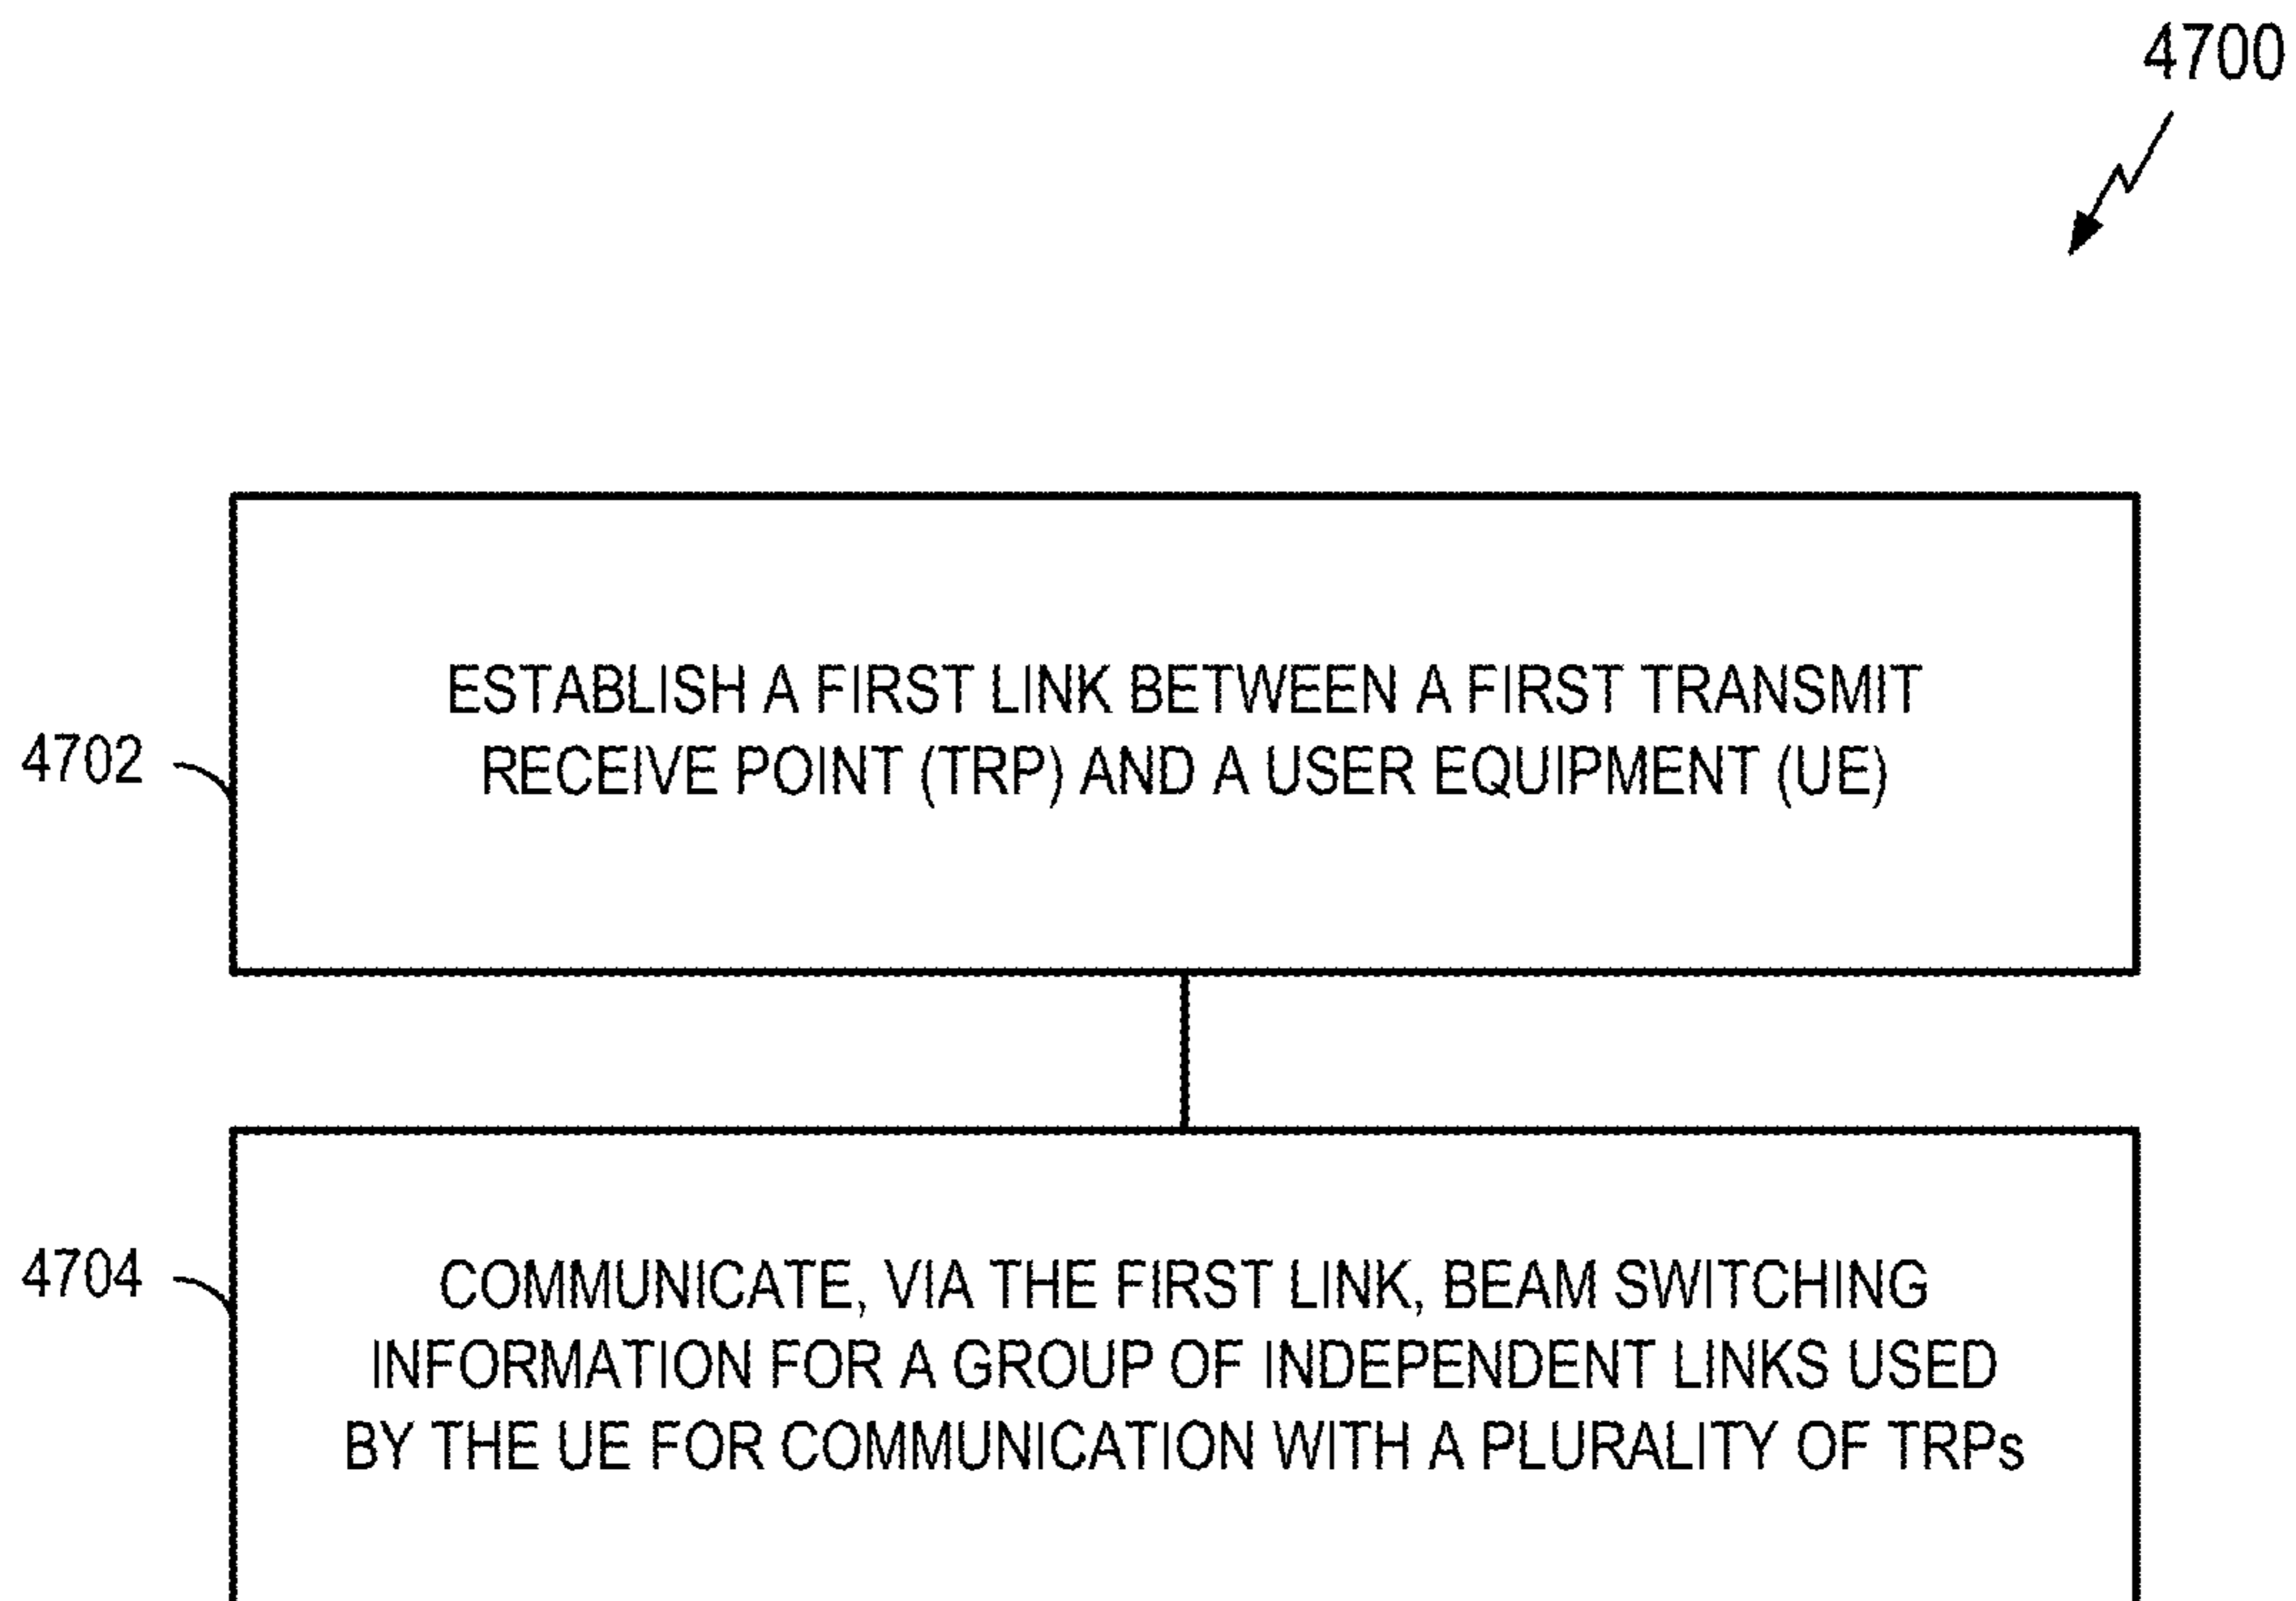 4700
ESTABLISH A FIRST LINK BETWEEN A FIRST TRANSMIT
RECEIVE POINT (TRP) AND A USER EQUIPMENT (UE)
4702
COMMUNICATE, VIA THE FIRST LINK, BEAM SWITCHING
INFORMATION FOR A GROUP OF INDEPENDENT LINKS USED
BY THE UE FOR COMMUNICATION WITH A PLURALITY OF TRPs
4704